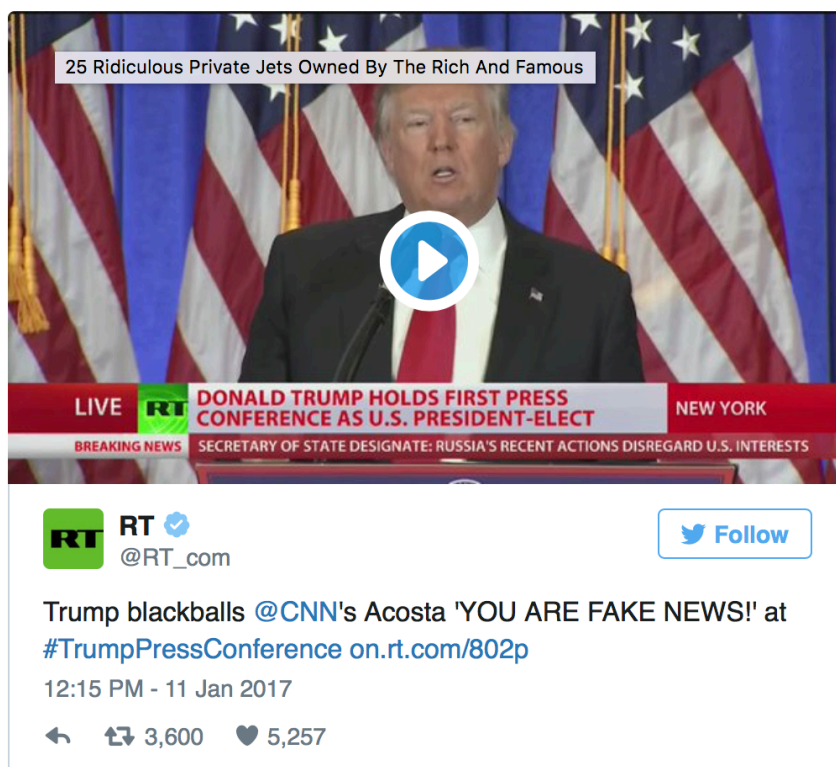 25 Ridiculous Private Jets Owned By The Rich And Famous
LIVE RT DONALD TRUMP HOLDS FIRST PRESS
CONFERENCE AS U.S. PRESIDENT-ELECT
NEW YORK
BREAKING NEWS SECRETARY OF STATE DESIGNATE: RUSSIA'S RECENT ACTIONS DISREGARD U.S. INTERESTS
RT
RT
@RT_com
Follow
Trump blackballs @CNN's Acosta 'YOU ARE FAKE NEWS!' at
#TrumpPressConference on.rt.com/802p
12:15 PM - 11 Jan 2017
3,600 5,257